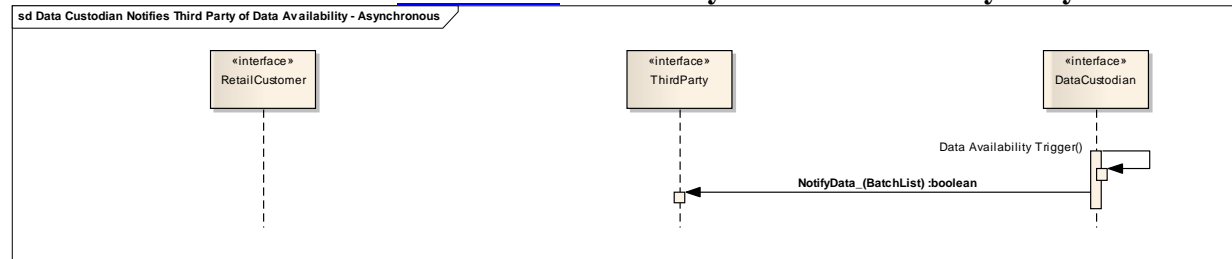 sd Data Custodian Notifies Third Party of Data Availability - Asynchronous
«interface»
RetailCustomer
«interface»
ThirdParty
«interface»
DataCustodian
Data Availability Trigger()
NotifyData_(BatchList) :boolean